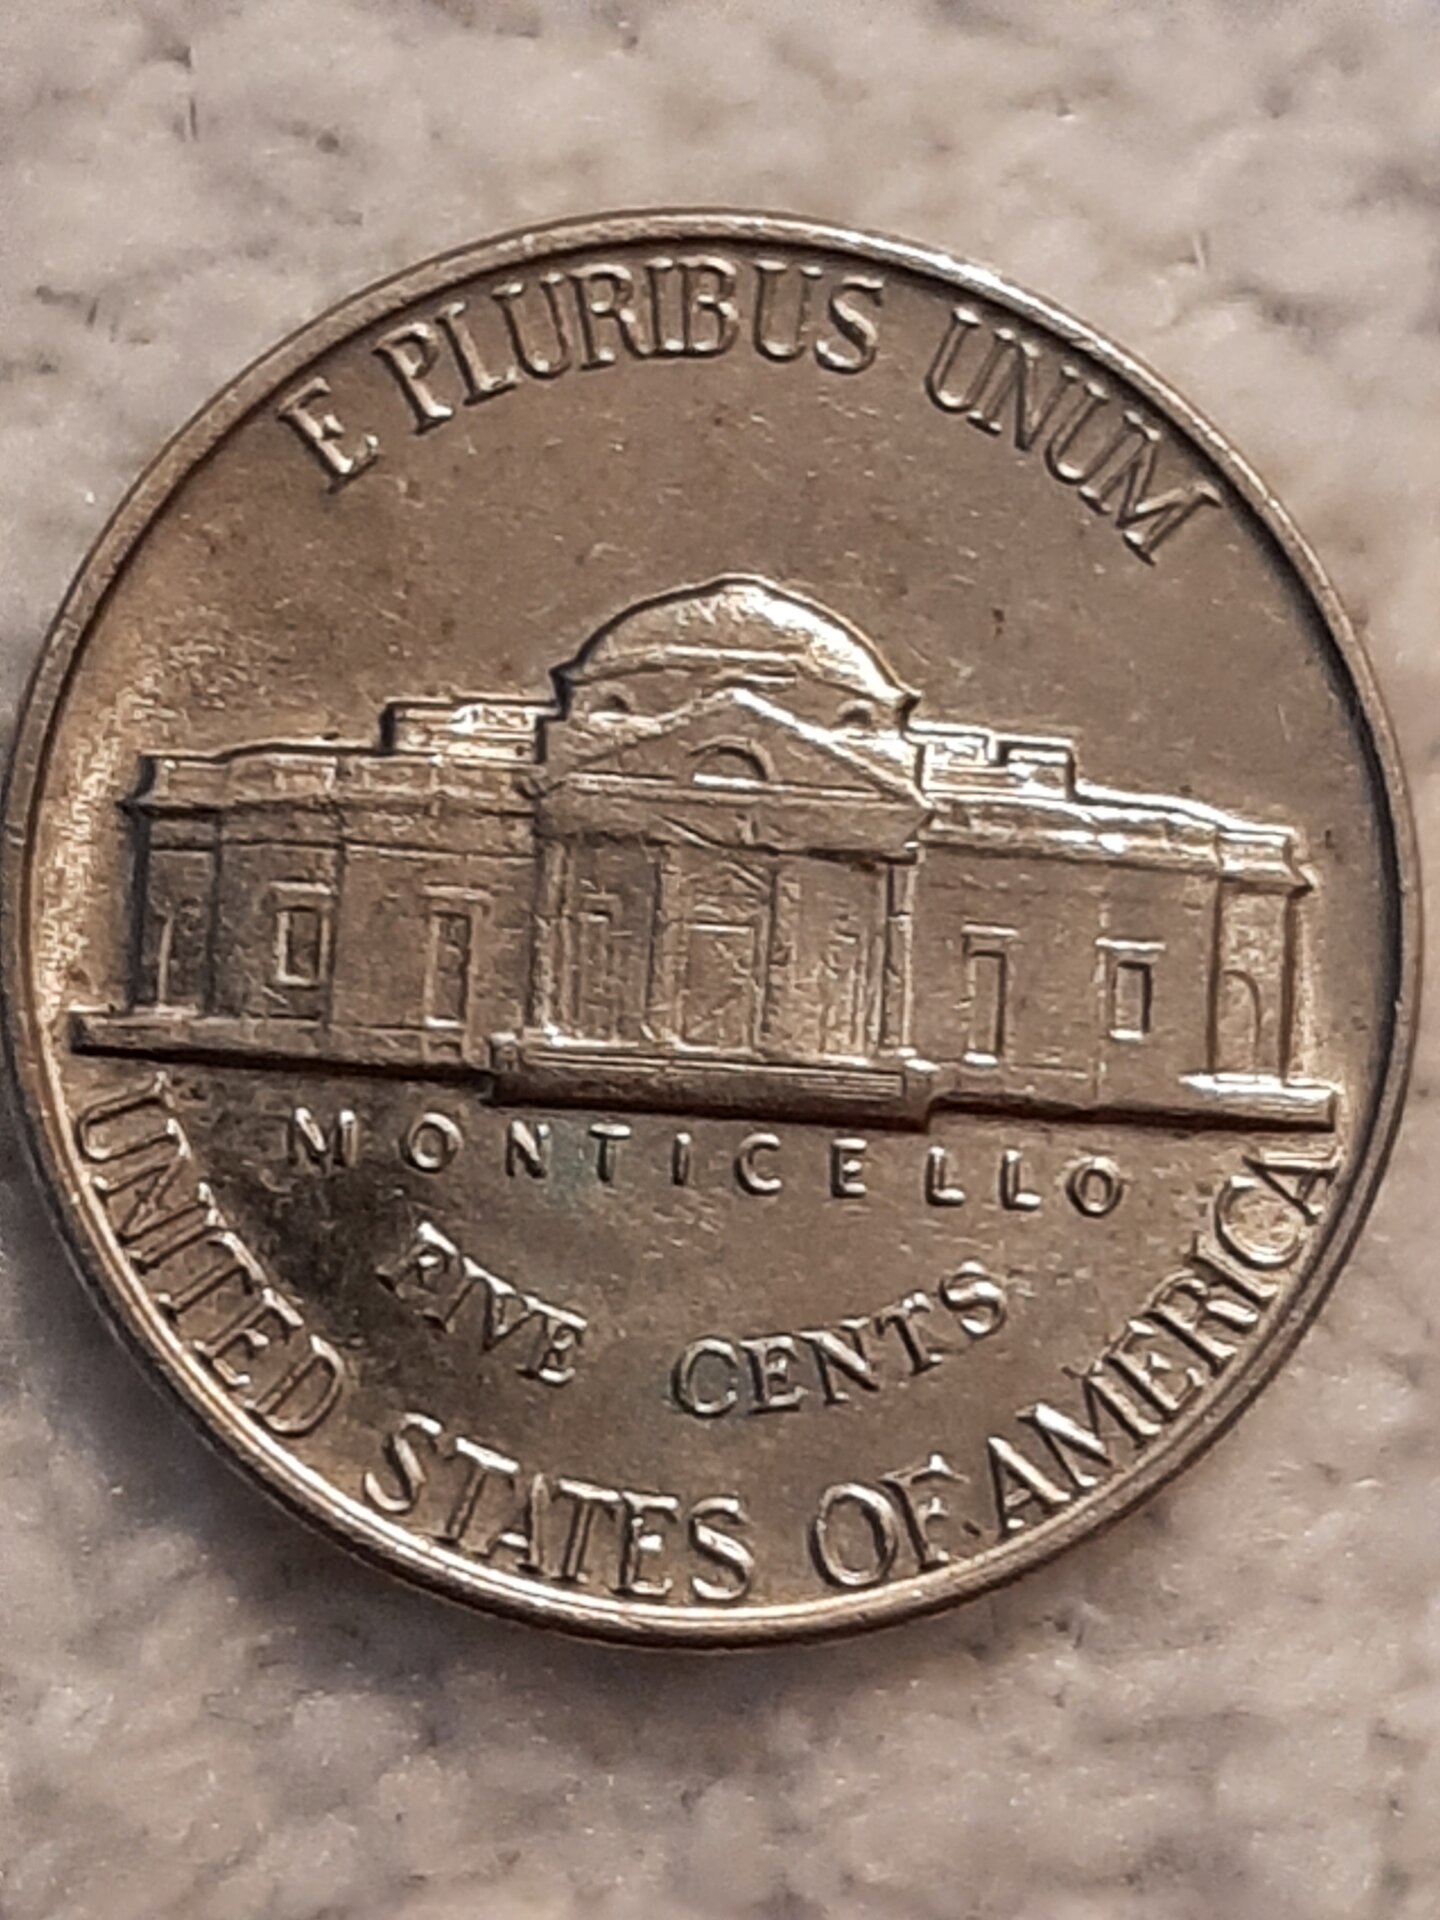 E PLURIBUS UNUM
MONTICELLO
FIVE CENTS
UNITED STATES OF AMERICA